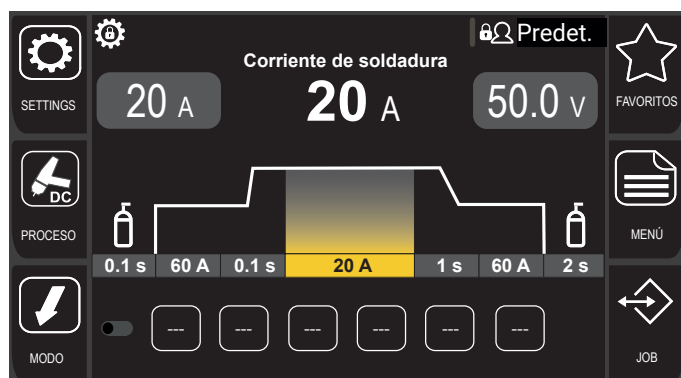 Predet.
Corriente de soldadura
SETTINGS
20 A
20 A
50.0 V
FAVORITOS
DC
PROCESO
MENÚ
0.1 s 60 A 0.1 s 20 A 1 s 60 A 2 s
--- --- --- --- --- ---
MODO
JOB